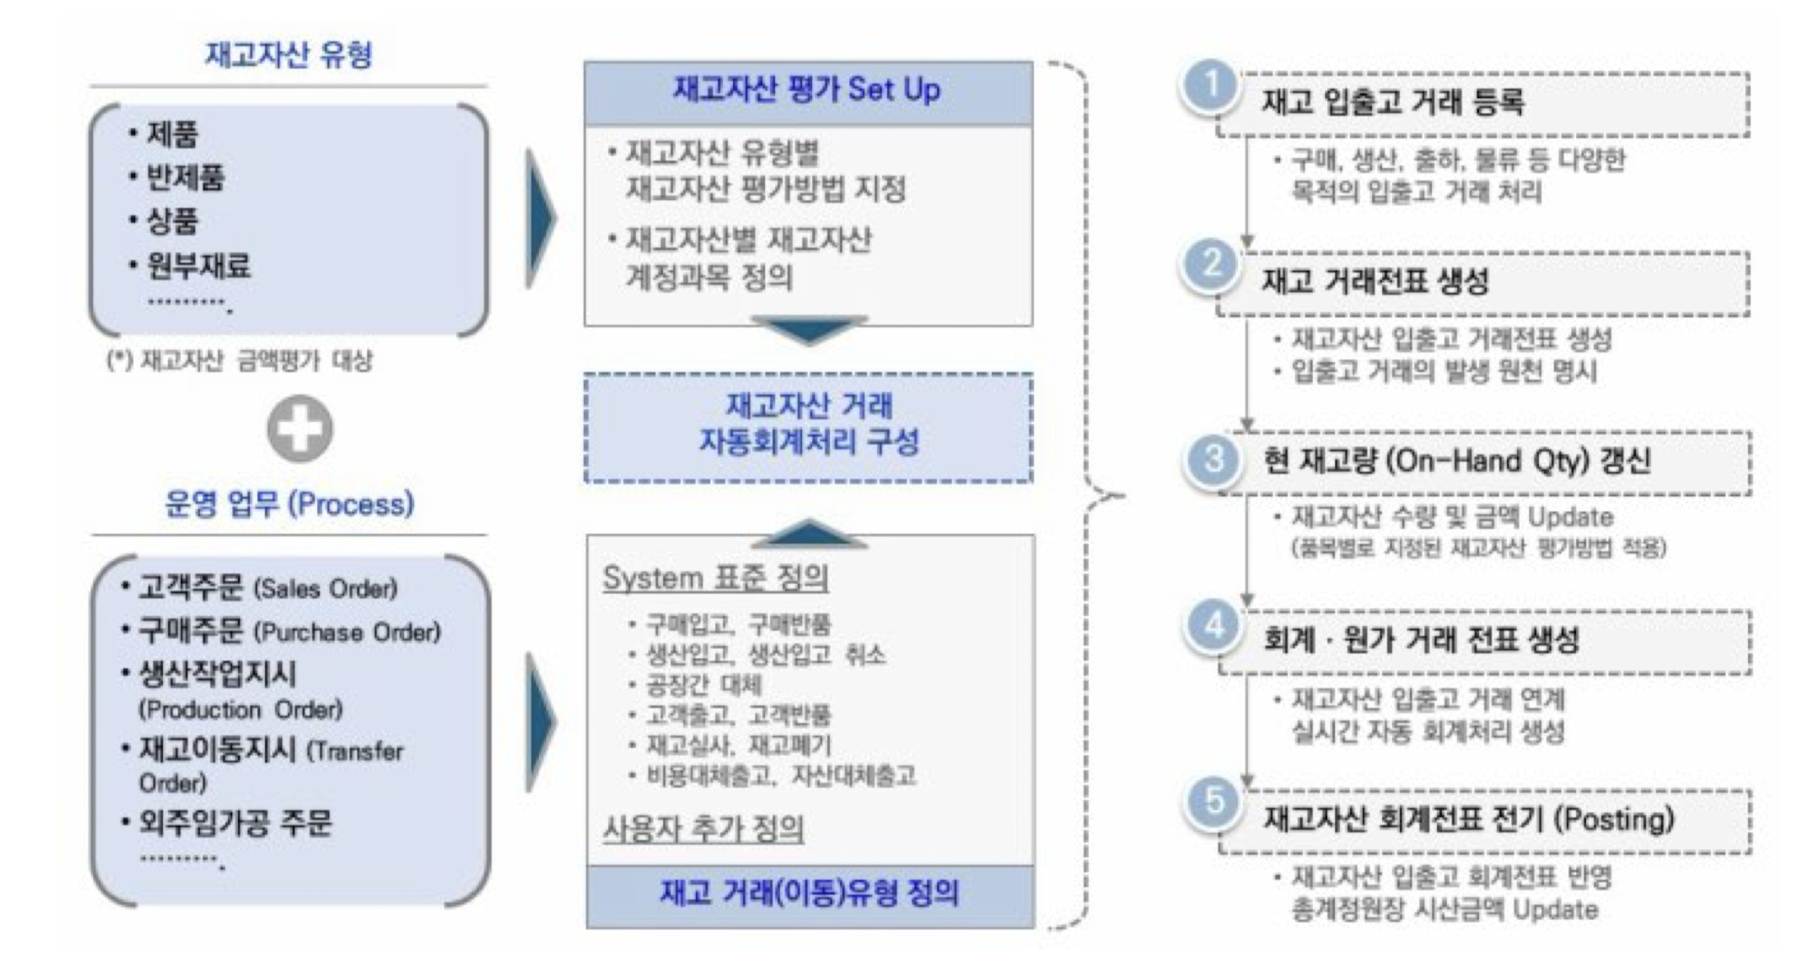 재고자산 유형
• 제품
• 반제품
• 상품
• 원부재료
..........
(*) 재고자산 금액평가 대상
운영 업무 (Process)
• 고객주문 (Sales Order)
• 구매주문 (Purchase Order)
• 생산작업지시
(Production Order)
• 재고이동지시 (Transfer
Order)
• 외주임가공 주문
..........
재고자산 평가 Set Up
• 재고자산 유형별
재고자산 평가방법 지정
• 재고자산별 재고자산
계정과목 정의
재고자산 거래
자동회계처리 구성
System 표준 정의
• 구매입고, 구매반품
• 생산입고, 생산입고 취소
• 공장간 대체
• 고객출고, 고객반품
• 재고실사, 재고폐기
• 비용대체출고, 자산대체출고
사용자 추가 정의
재고 거래(이동)유형 정의
1
재고 입출고 거래 등록
• 구매, 생산, 출하, 물류 등 다양한
목적의 입출고 거래 처리
2
재고 거래전표 생성
• 재고자산 입출고 거래전표 생성
• 입출고 거래의 발생 원천 명시
3
현 재고량 (On-Hand Qty) 갱신
• 재고자산 수량 및 금액 Update
(품목별로 지정된 재고자산 평가방법 적용)
4
회계 · 원가 거래 전표 생성
• 재고자산 입출고 거래 연계
실시간 자동 회계처리 생성
5
재고자산 회계전표 전기 (Posting)
• 재고자산 입출고 회계전표 반영
총계정원장 시산금액 Update